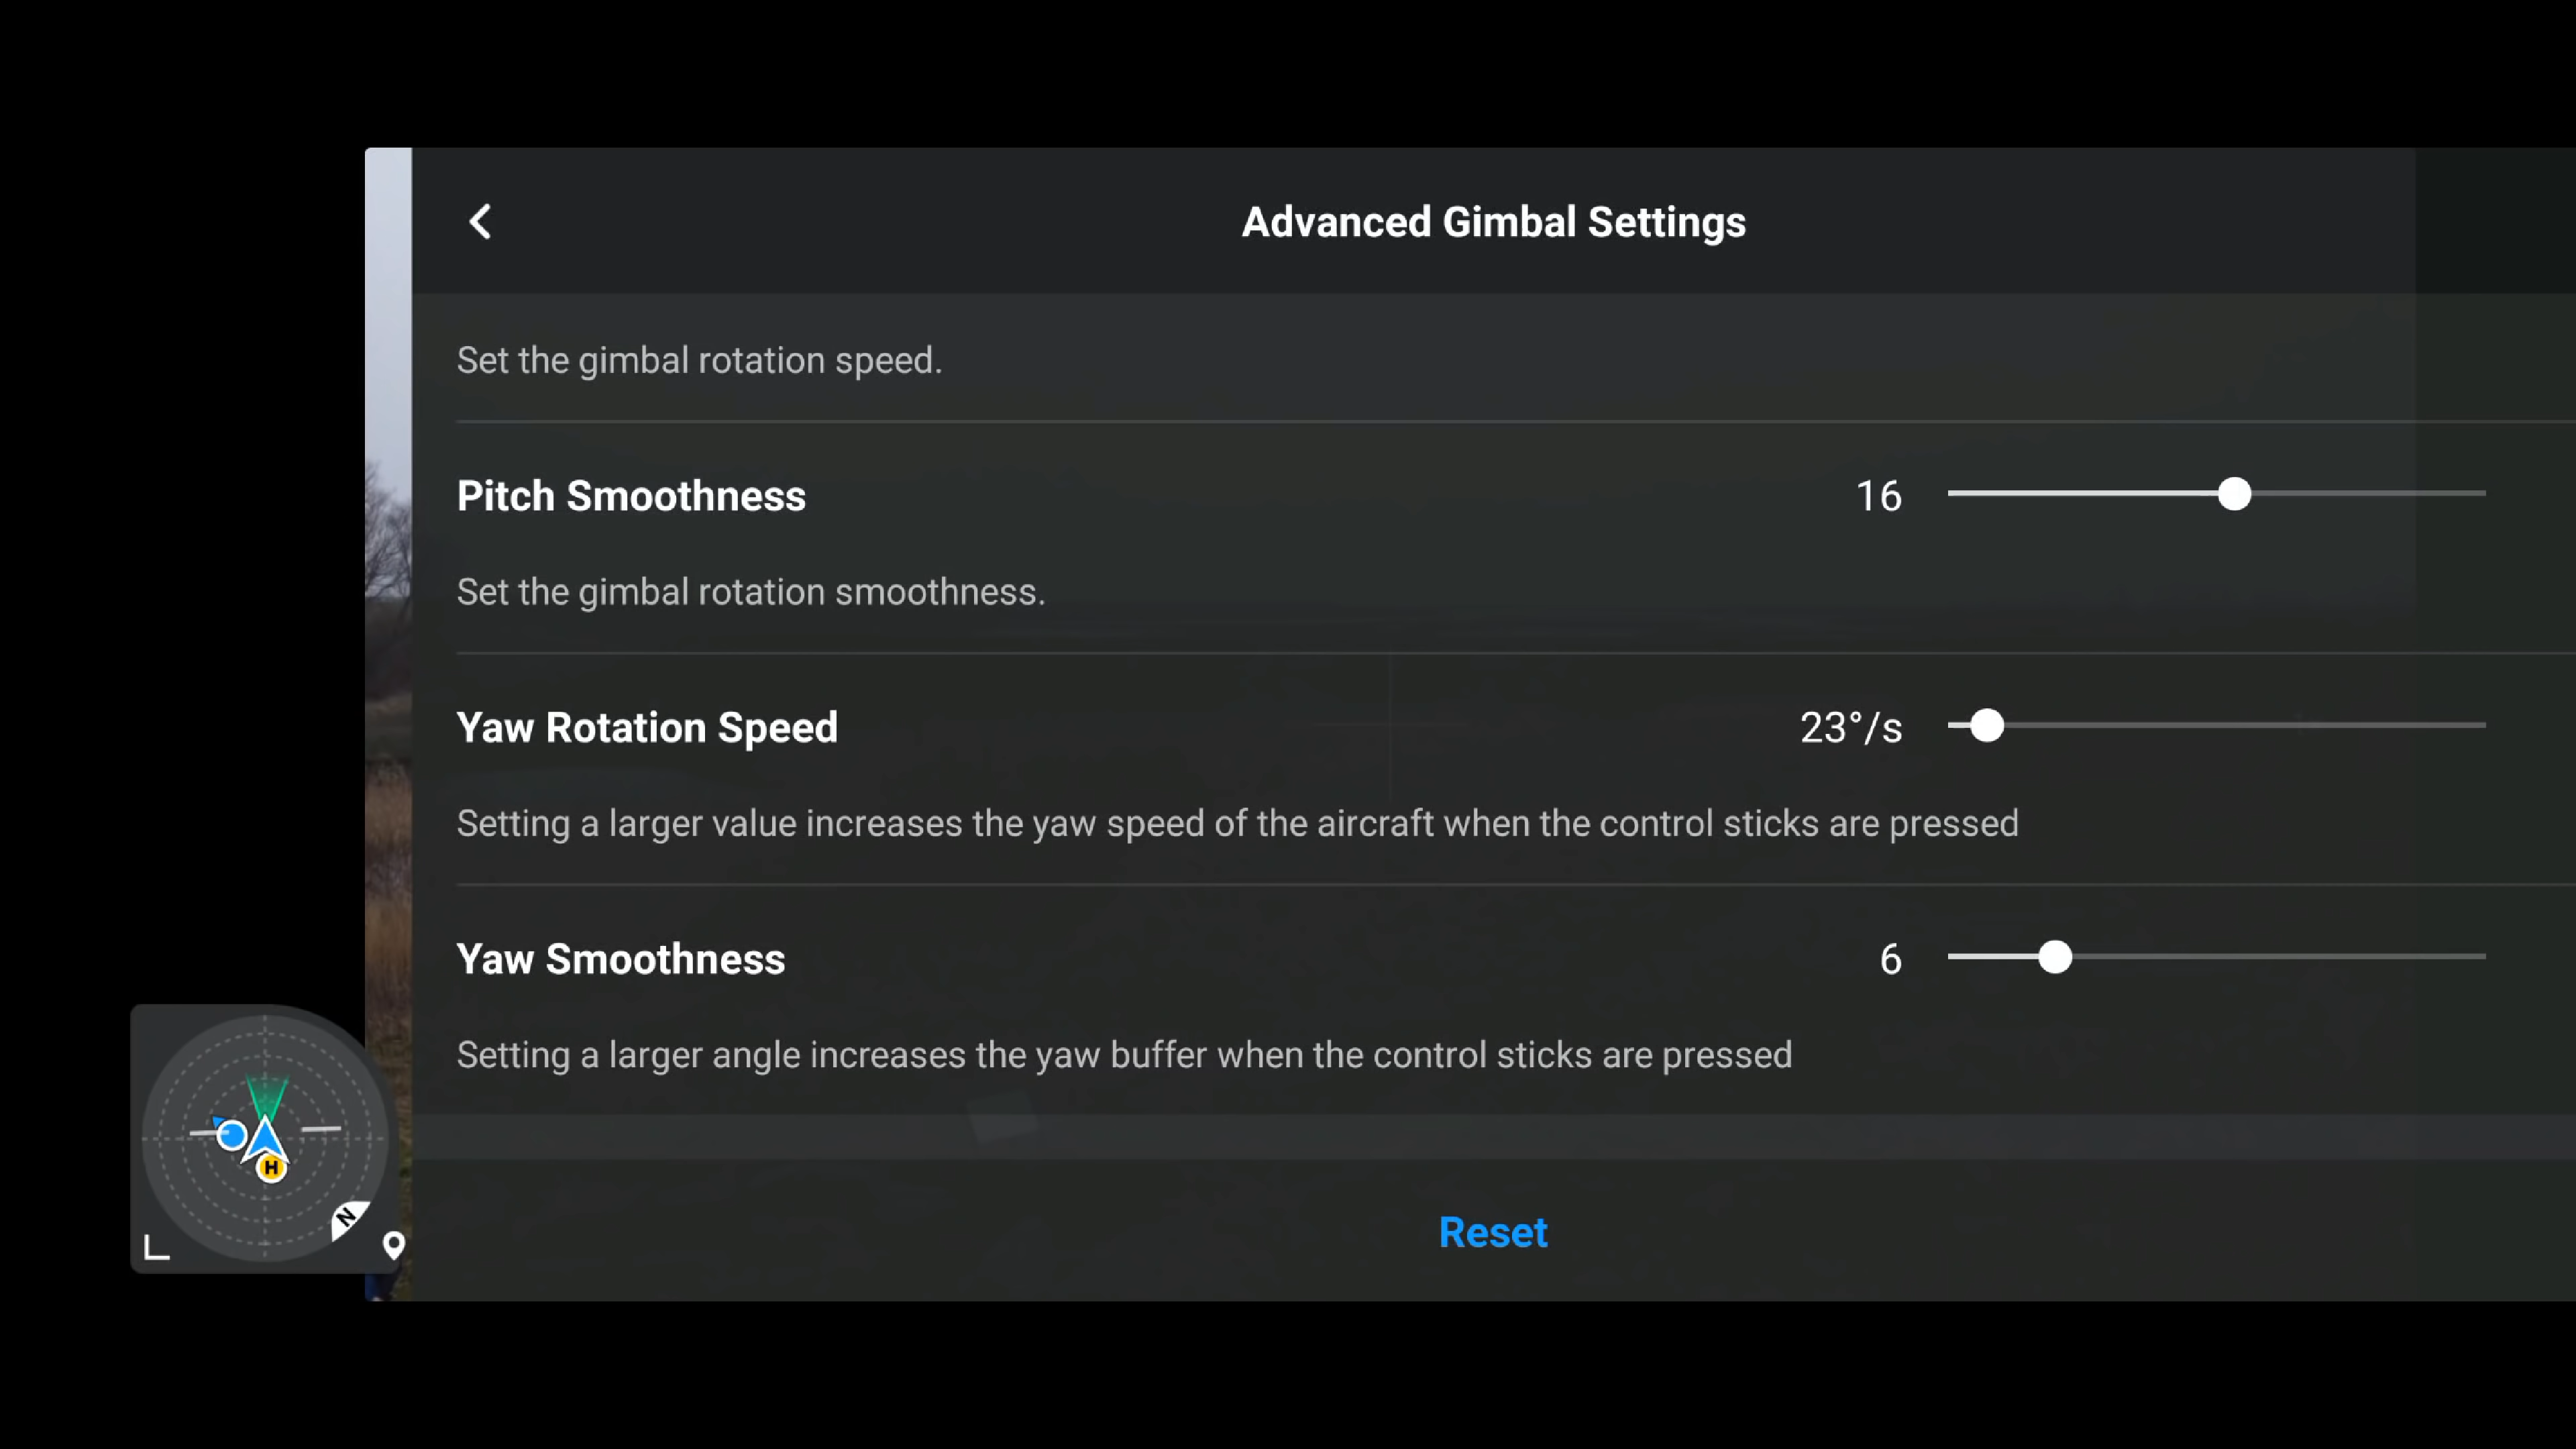 Advanced Gimbal Settings
Set the gimbal rotation speed.
Pitch Smoothness 16
Set the gimbal rotation smoothness.
Yaw Rotation Speed 23°/s
Setting a larger value increases the yaw speed of the aircraft when the control sticks are pressed
Yaw Smoothness 6
Setting a larger angle increases the yaw buffer when the control sticks are pressed
H
N
Reset